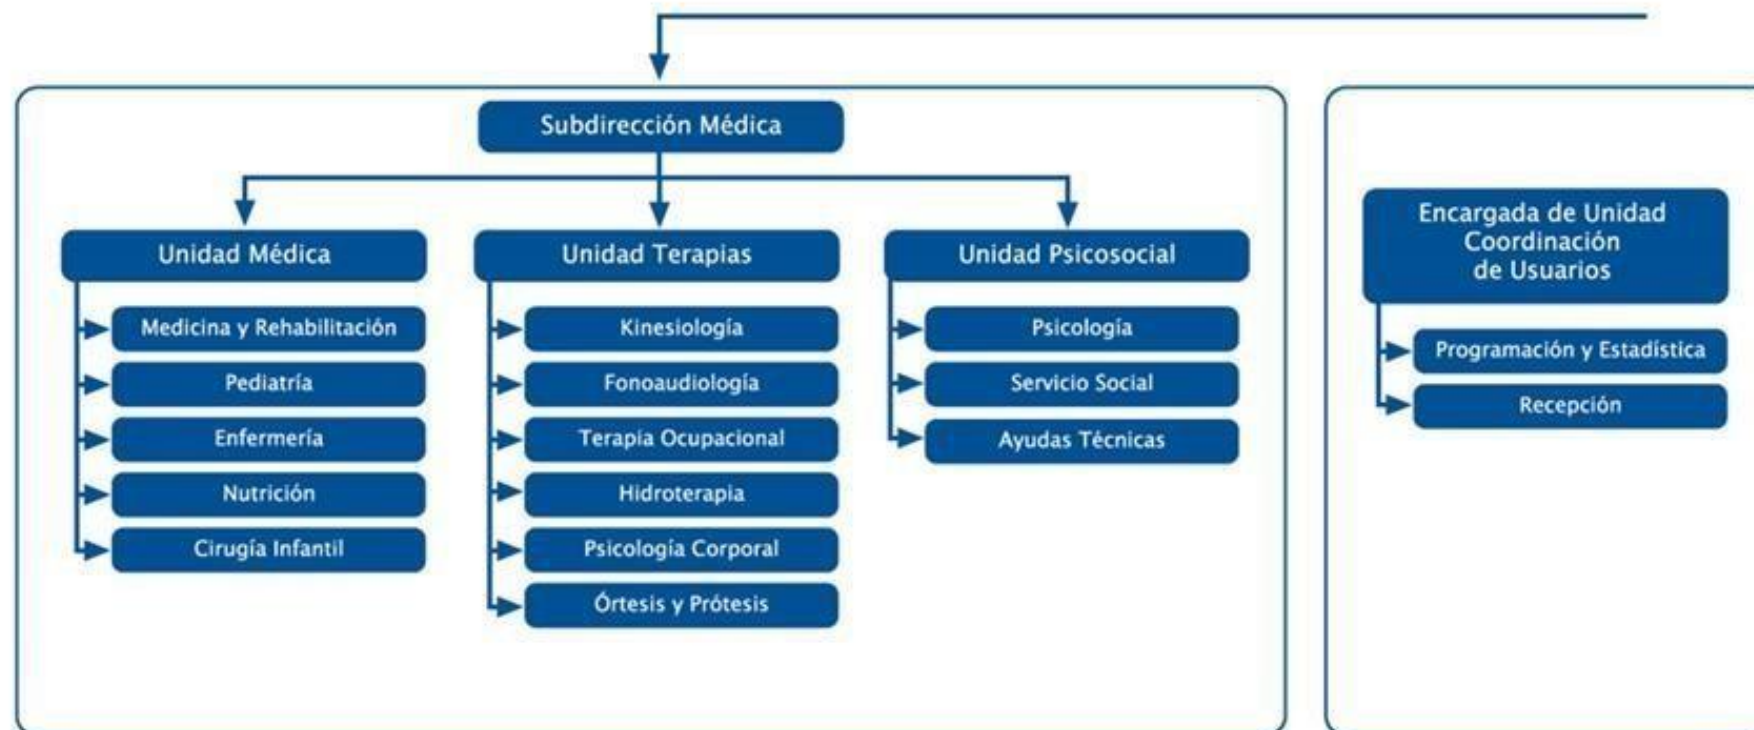 Subdirección Médica
Unidad Médica
Medicina y Rehabilitación
Pediatría
Enfermería
Nutrición
Cirugía Infantil
Unidad Terapias
Kinesiología
Fonoaudiología
Terapia Ocupacional
Hidroterapia
Psicología Corporal
Órtesis y Prótesis
Unidad Psicosocial
Psicología
Servicio Social
Ayudas Técnicas
Encargada de Unidad
Coordinación
de Usuarios
Programación y Estadística
Recepción